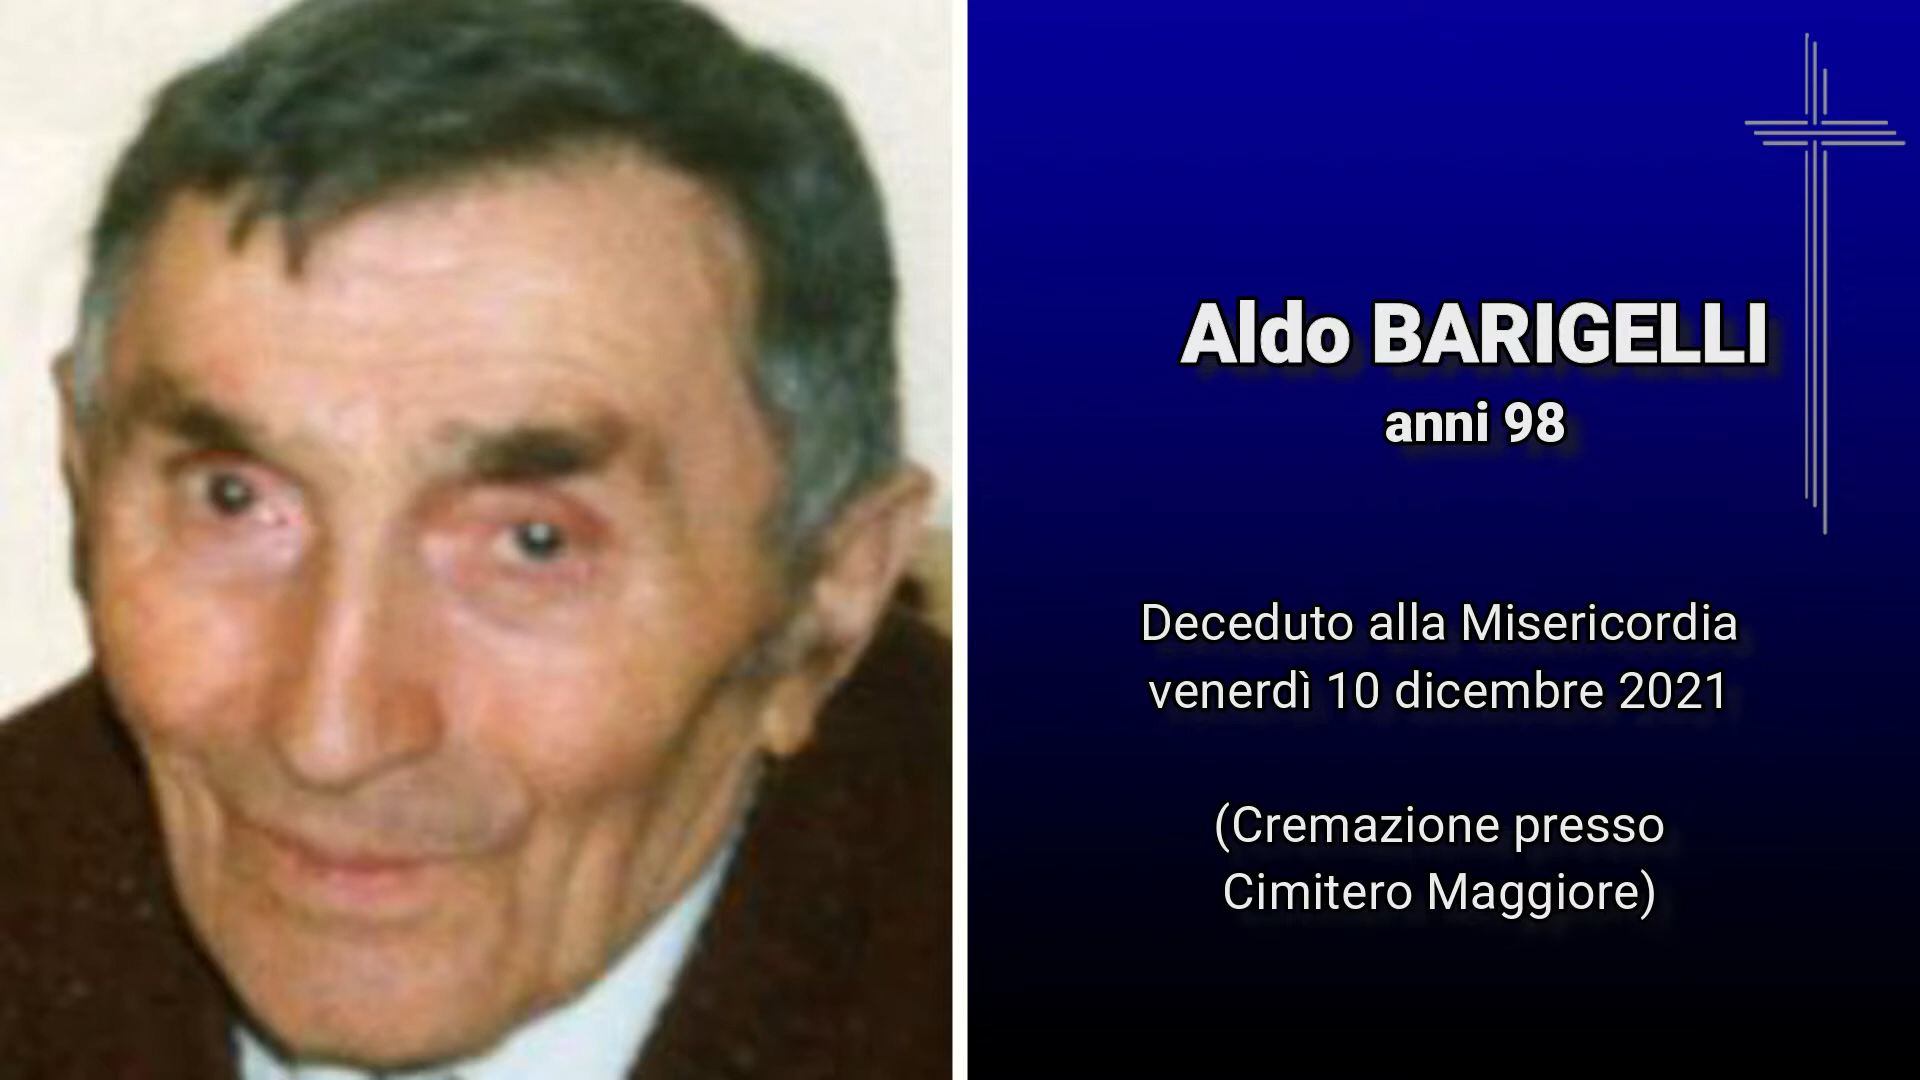 Aldo BARIGELLI
anni 98
Deceduto alla Misericordia
venerdì 10 dicembre 2021
(Cremazione presso
Cimitero Maggiore)